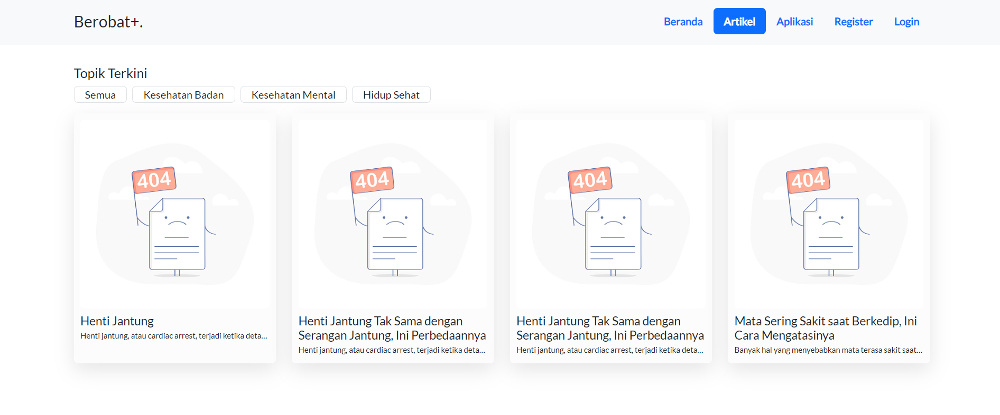 Berobat+.
Beranda Artikel Aplikasi Register Login
Topik Terkini
Semua Kesehatan Badan Kesehatan Mental Hidup Sehat
404
Henti Jantung
Henti jantung, atau cardiac arrest, terjadi ketika deta...
404
Henti Jantung Tak Sama dengan
Serangan Jantung, Ini Perbedaannya
Henti jantung, atau cardiac arrest, terjadi ketika deta...
404
Henti Jantung Tak Sama dengan
Serangan Jantung, Ini Perbedaannya
Henti jantung, atau cardiac arrest, terjadi ketika deta...
404
Mata Sering Sakit saat Berkedip, Ini
Cara Mengatasinya
Banyak hal yang menyebabkan mata terasa sakit saat...